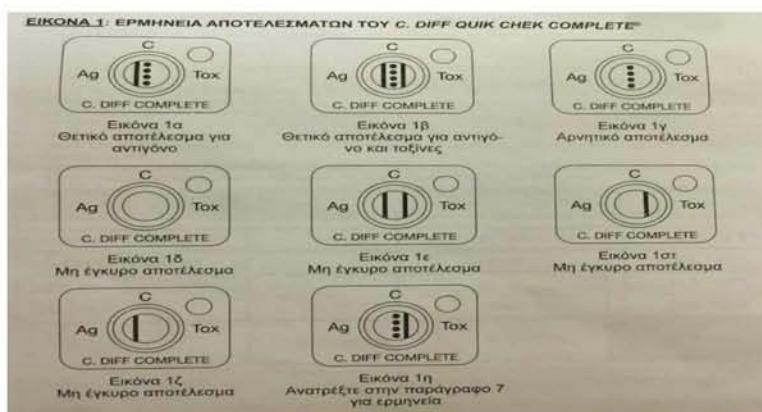 ΕΙΚΟΝΑ 1: ΕΡΜΗΝΕΙΑ ΑΠΟΤΕΛΕΣΜΑΤΩΝ ΤΟΥ C. DIFF QUIK CHEK COMPLETE®
C
Ag Tox
C. DIFF COMPLETE
Εικόνα 1α
Θετικό αποτέλεσμα για
αντιγόνο
C
Ag Tox
C. DIFF COMPLETE
Εικόνα 1β
Θετικό αποτέλεσμα για αντιγό-
νο και τοξίνες
C
Ag Tox
C. DIFF COMPLETE
Εικόνα 1γ
Αρνητικό αποτέλεσμα
C
Ag Tox
C. DIFF COMPLETE
Εικόνα 1δ
Μη έγκυρο αποτέλεσμα
C
Ag Tox
C. DIFF COMPLETE
Εικόνα 1ε
Μη έγκυρο αποτέλεσμα
C
Ag Tox
C. DIFF COMPLETE
Εικόνα 1στ
Μη έγκυρο αποτέλεσμα
C
Ag Tox
C. DIFF COMPLETE
Εικόνα 1ζ
Μη έγκυρο αποτέλεσμα
C
Ag Tox
C. DIFF COMPLETE
Εικόνα 1η
Ανατρέξτε στην παράγραφο 7
για ερμηνεία